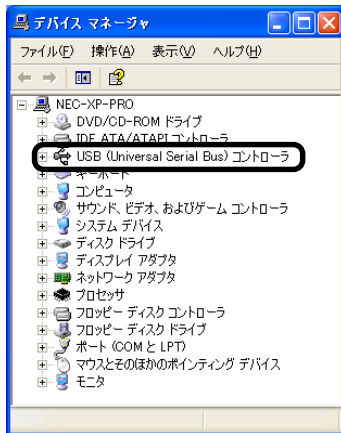 デバイス マネージャ
ファイル(F) 操作(A) 表示(V) ヘルプ(H)
NEC-XP-PRO
DVD/CD-ROM ドライブ
IDE ATA/ATAPI コントローラ
USB (Universal Serial Bus) コントローラ
キーボード
コンピュータ
サウンド、ビデオ、およびゲーム コントローラ
システム デバイス
ディスク ドライブ
ディスプレイ アダプタ
ネットワーク アダプタ
プロセッサ
フロッピー ディスク コントローラ
フロッピー ディスク ドライブ
ポート (COM と LPT)
マウスとそのほかのポインティング デバイス
モニタ